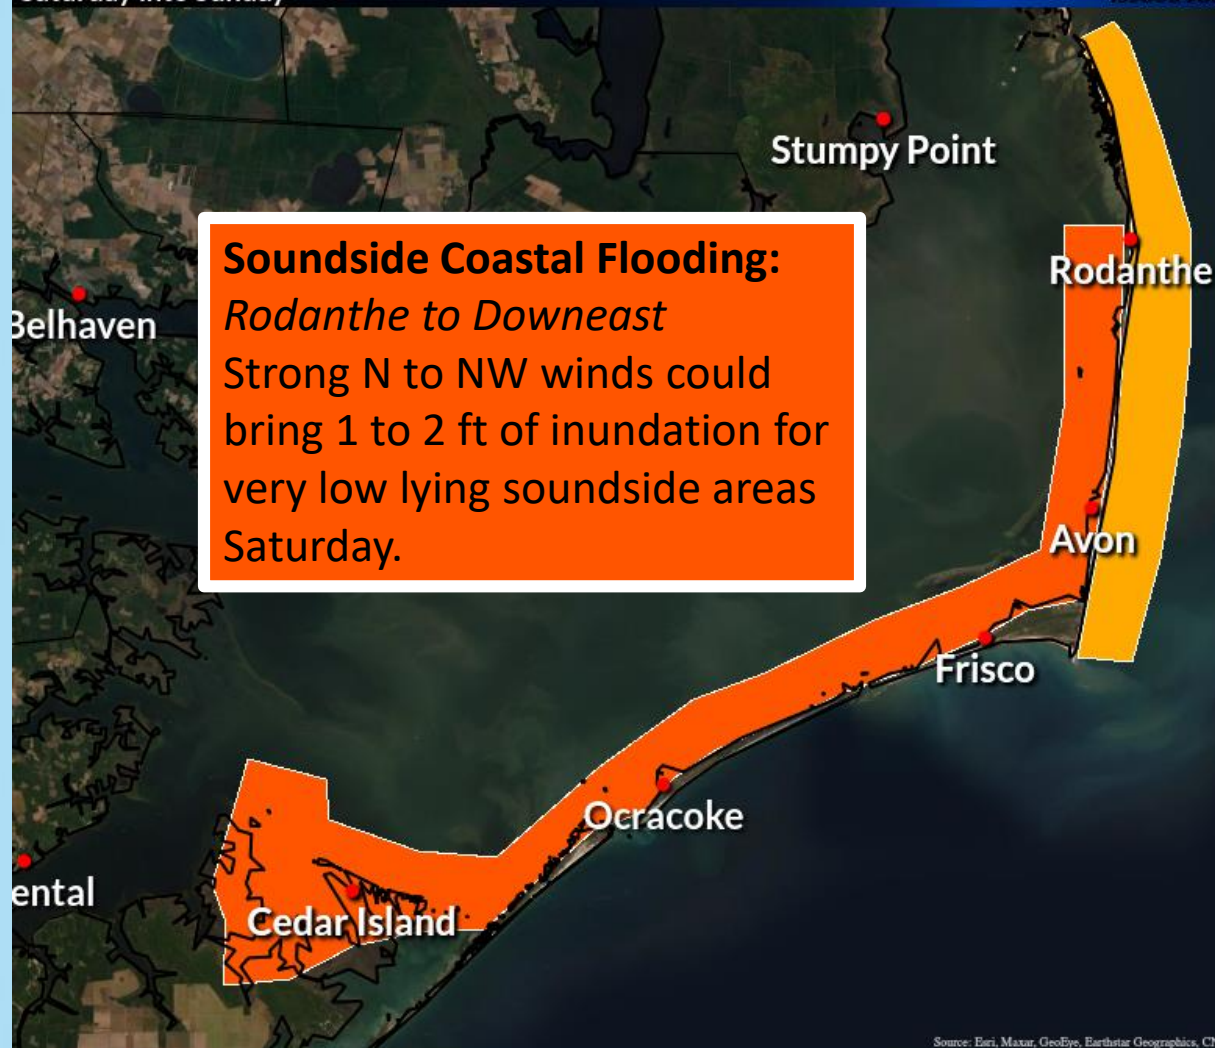 Stumpy Point
Soundside Coastal Flooding:
Rodanthe to Downeast
Strong N to NW winds could
bring 1 to 2 ft of inundation for
very low lying soundside areas
Saturday.
Rodanthe
Belhaven
Avon
Frisco
Ocracoke
ental
Cedar Island
Source: Esri, Maxar, GeoEye, Earthstar Geographics, CN